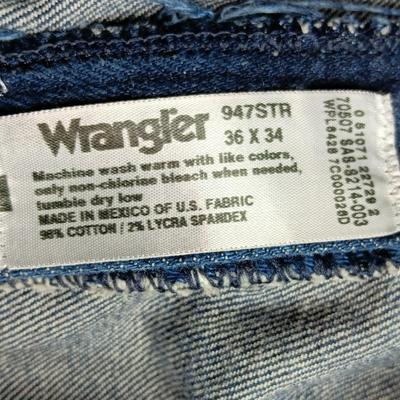 Wrangler
947STR
36 X 34
Machine wash warm with like colors,
only non-chlorine bleach when needed,
tumble dry low
MADE IN MEXICO OF U.S. FABRIC
98% COTTON / 2% LYCRA SPANDEX
0 51071 22729 2
70507 SAS-8214-003
WPL6428 7C000026D